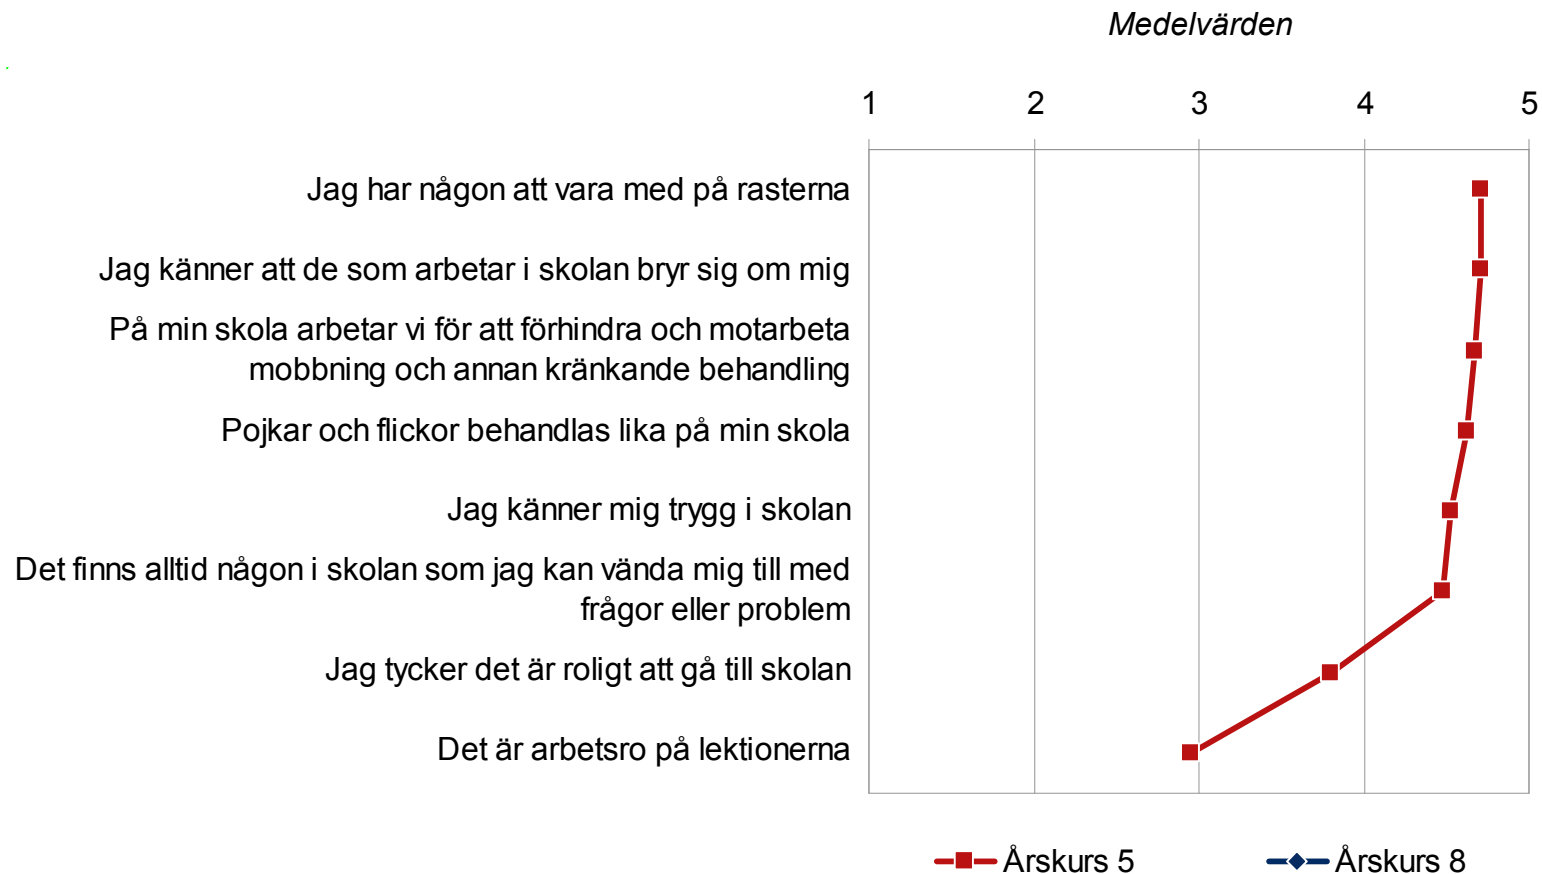 Medelvärden
1 2 3 4 5
Jag har någon att vara med på rasterna
Jag känner att de som arbetar i skolan bryr sig om mig
På min skola arbetar vi för att förhindra och motarbeta
mobbning och annan kränkande behandling
Pojkar och flickor behandlas lika på min skola
Jag känner mig trygg i skolan
Det finns alltid någon i skolan som jag kan vända mig till med
frågor eller problem
Jag tycker det är roligt att gå till skolan
Det är arbetsro på lektionerna
Årskurs 5 Årskurs 8